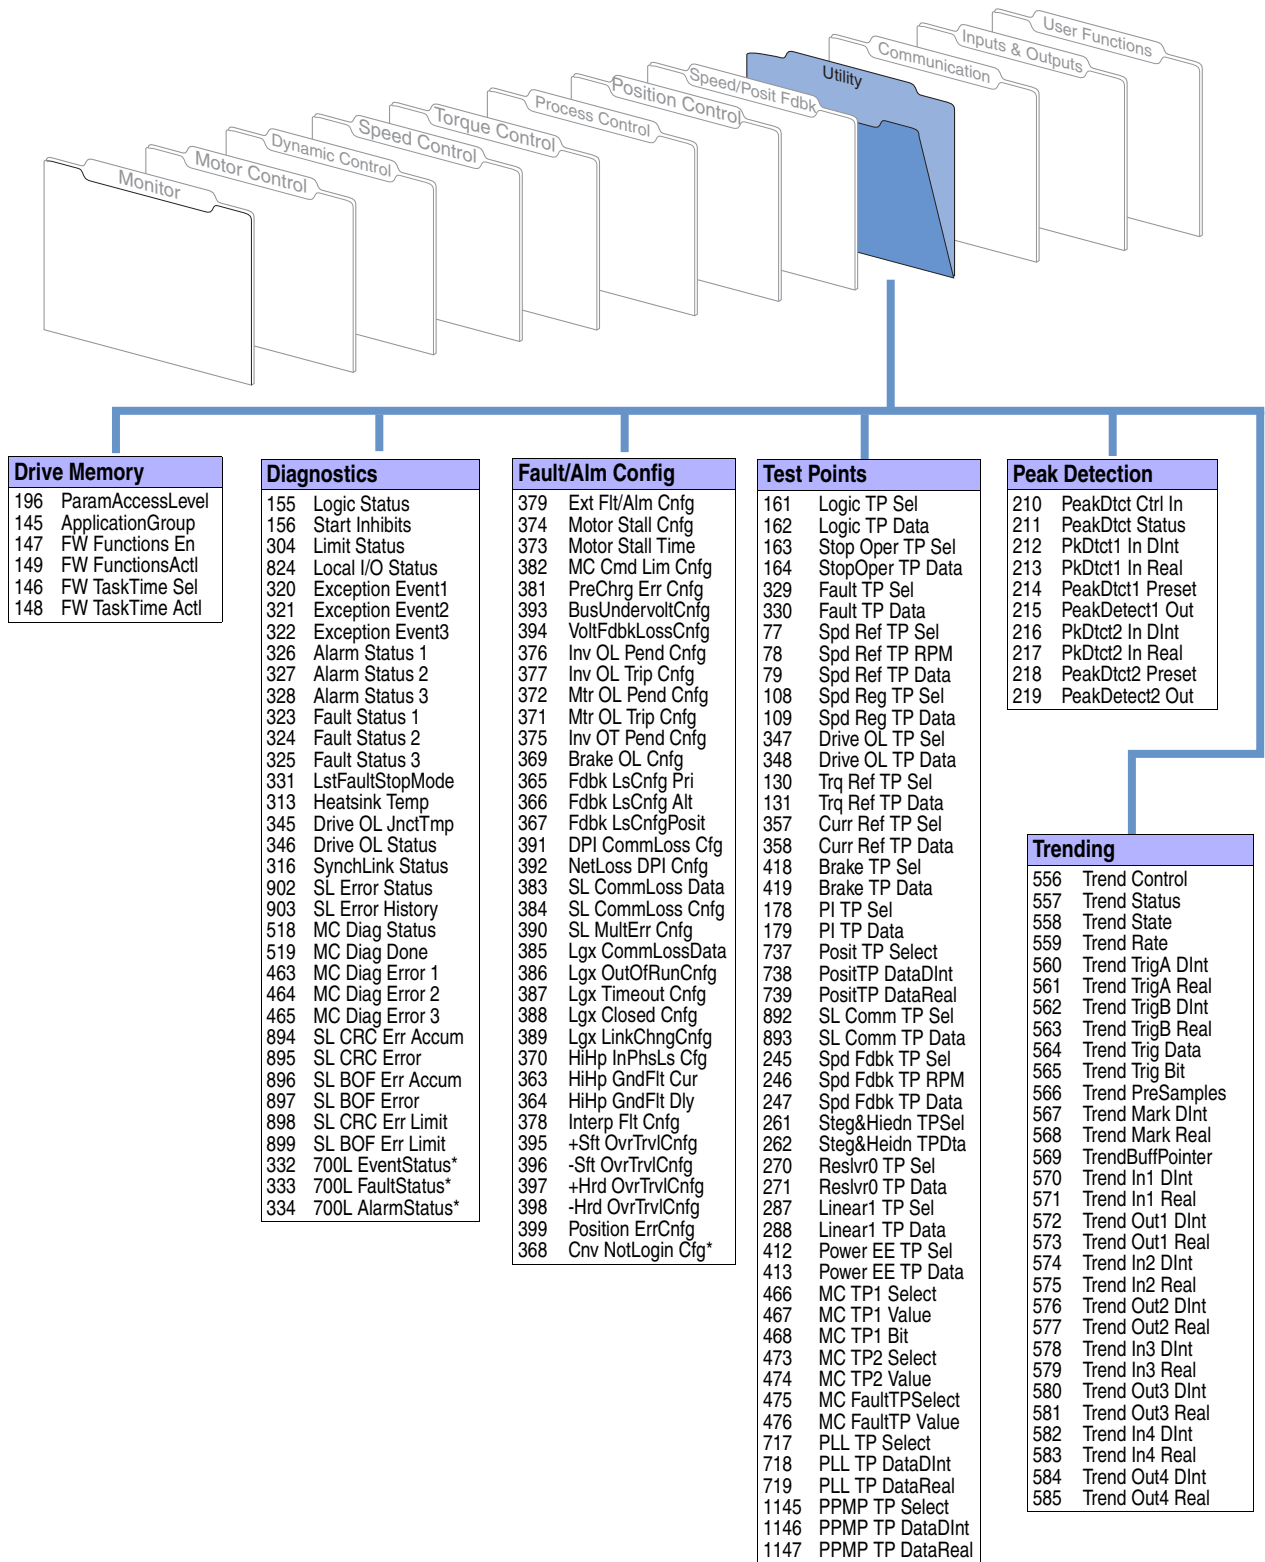 User Functions
Inputs & Outputs
Communication
Utility
Speed/Posit Fdbk
Position Control
Process Control
Torque Control
Speed Control
Dynamic Control
Motor Control
Monitor
Drive Memory
196 ParamAccessLevel
145 ApplicationGroup
147 FW Functions En
149 FW FunctionsActl
146 FW TaskTime Sel
148 FW TaskTime Actl
Diagnostics
155 Logic Status
156 Start Inhibits
304 Limit Status
824 Local I/O Status
320 Exception Event1
321 Exception Event2
322 Exception Event3
326 Alarm Status 1
327 Alarm Status 2
328 Alarm Status 3
323 Fault Status 1
324 Fault Status 2
325 Fault Status 3
331 LstFaultStopMode
313 Heatsink Temp
345 Drive OL JnctTmp
346 Drive OL Status
316 SynchLink Status
902 SL Error Status
903 SL Error History
518 MC Diag Status
519 MC Diag Done
463 MC Diag Error 1
464 MC Diag Error 2
465 MC Diag Error 3
894 SL CRC Err Accum
895 SL CRC Error
896 SL BOF Err Accum
897 SL BOF Error
898 SL CRC Err Limit
899 SL BOF Err Limit
332 700L EventStatus*
333 700L FaultStatus*
334 700L AlarmStatus*
Fault/Alm Config
379 Ext Flt/Alm Cnfg
374 Motor Stall Cnfg
373 Motor Stall Time
382 MC Cmd Lim Cnfg
381 PreChrg Err Cnfg
393 BusUndervoltCnfg
394 VoltFdbkLossCnfg
376 Inv OL Pend Cnfg
377 Inv OL Trip Cnfg
372 Mtr OL Pend Cnfg
371 Mtr OL Trip Cnfg
375 Inv OT Pend Cnfg
369 Brake OL Cnfg
365 Fdbk LsCnfg Pri
366 Fdbk LsCnfg Alt
367 Fdbk LsCnfgPosit
391 DPI CommLoss Cfg
392 NetLoss DPI Cnfg
383 SL CommLoss Data
384 SL CommLoss Cnfg
390 SL MultErr Cnfg
385 Lgx CommLossData
386 Lgx OutOfRunCnfg
387 Lgx Timeout Cnfg
388 Lgx Closed Cnfg
389 Lgx LinkChngCnfg
370 HiHp InPhsLs Cfg
363 HiHp GndFlt Cur
364 HiHp GndFlt Dly
378 Interp Flt Cnfg
395 +Sft OvrTrvlCnfg
396 -Sft OvrTrvlCnfg
397 +Hrd OvrTrvlCnfg
398 -Hrd OvrTrvlCnfg
399 Position ErrCnfg
368 Cnv NotLogin Cfg*
Test Points
161 Logic TP Sel
162 Logic TP Data
163 Stop Oper TP Sel
164 StopOper TP Data
329 Fault TP Sel
330 Fault TP Data
77 Spd Ref TP Sel
78 Spd Ref TP RPM
79 Spd Ref TP Data
108 Spd Reg TP Sel
109 Spd Reg TP Data
347 Drive OL TP Sel
348 Drive OL TP Data
130 Trq Ref TP Sel
131 Trq Ref TP Data
357 Curr Ref TP Sel
358 Curr Ref TP Data
418 Brake TP Sel
419 Brake TP Data
178 PI TP Sel
179 PI TP Data
737 Posit TP Select
738 PositTP DataDInt
739 PositTP DataReal
892 SL Comm TP Sel
893 SL Comm TP Data
245 Spd Fdbk TP Sel
246 Spd Fdbk TP RPM
247 Spd Fdbk TP Data
261 Steg&Hiedn TPSel
262 Steg&Heidn TPDta
270 Reslvr0 TP Sel
271 Reslvr0 TP Data
287 Linear1 TP Sel
288 Linear1 TP Data
412 Power EE TP Sel
413 Power EE TP Data
466 MC TP1 Select
467 MC TP1 Value
468 MC TP1 Bit
473 MC TP2 Select
474 MC TP2 Value
475 MC FaultTPSelect
476 MC FaultTP Value
717 PLL TP Select
718 PLL TP DataDInt
719 PLL TP DataReal
1145 PPMP TP Select
1146 PPMP TP DataDInt
1147 PPMP TP DataReal
Peak Detection
210 PeakDtct Ctrl In
211 PeakDtct Status
212 PkDtct1 In DInt
213 PkDtct1 In Real
214 PeakDtct1 Preset
215 PeakDetect1 Out
216 PkDtct2 In DInt
217 PkDtct2 In Real
218 PeakDtct2 Preset
219 PeakDetect2 Out
Trending
556 Trend Control
557 Trend Status
558 Trend State
559 Trend Rate
560 Trend TrigA DInt
561 Trend TrigA Real
562 Trend TrigB DInt
563 Trend TrigB Real
564 Trend Trig Data
565 Trend Trig Bit
566 Trend PreSamples
567 Trend Mark DInt
568 Trend Mark Real
569 TrendBuffPointer
570 Trend In1 DInt
571 Trend In1 Real
572 Trend Out1 DInt
573 Trend Out1 Real
574 Trend In2 DInt
575 Trend In2 Real
576 Trend Out2 DInt
577 Trend Out2 Real
578 Trend In3 DInt
579 Trend In3 Real
580 Trend Out3 DInt
581 Trend Out3 Real
582 Trend In4 DInt
583 Trend In4 Real
584 Trend Out4 DInt
585 Trend Out4 Real